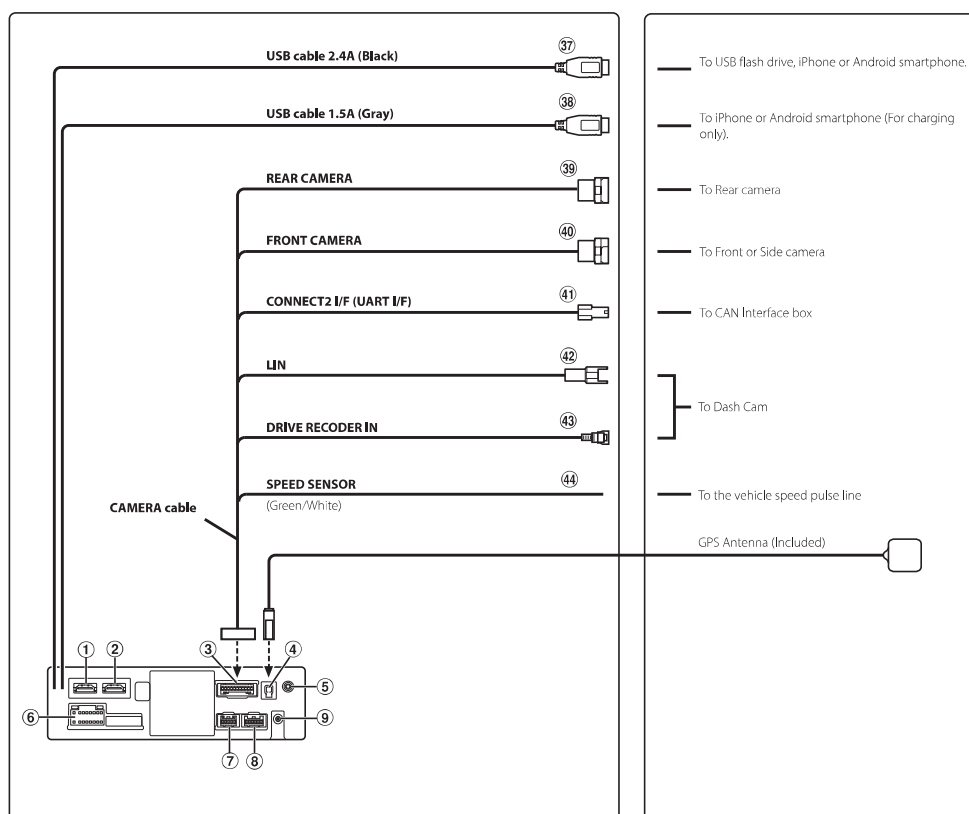 USB cable 2.4A (Black)
㊲
To USB flash drive, iPhone or Android smartphone.
USB cable 1.5A (Gray)
㊳
To iPhone or Android smartphone (For charging
only).
REAR CAMERA
㊴
To Rear camera
FRONT CAMERA
㊵
To Front or Side camera
CONNECT2 I/F (UART I/F)
㊶
To CAN Interface box
LIN
㊷
To Dash Cam
DRIVE RECODER IN
㊸
SPEED SENSOR
(Green/White)
㊹
To the vehicle speed pulse line
CAMERA cable
GPS Antenna (Included)
①
②
③
④
⑤
⑥
⑦
⑧
⑨